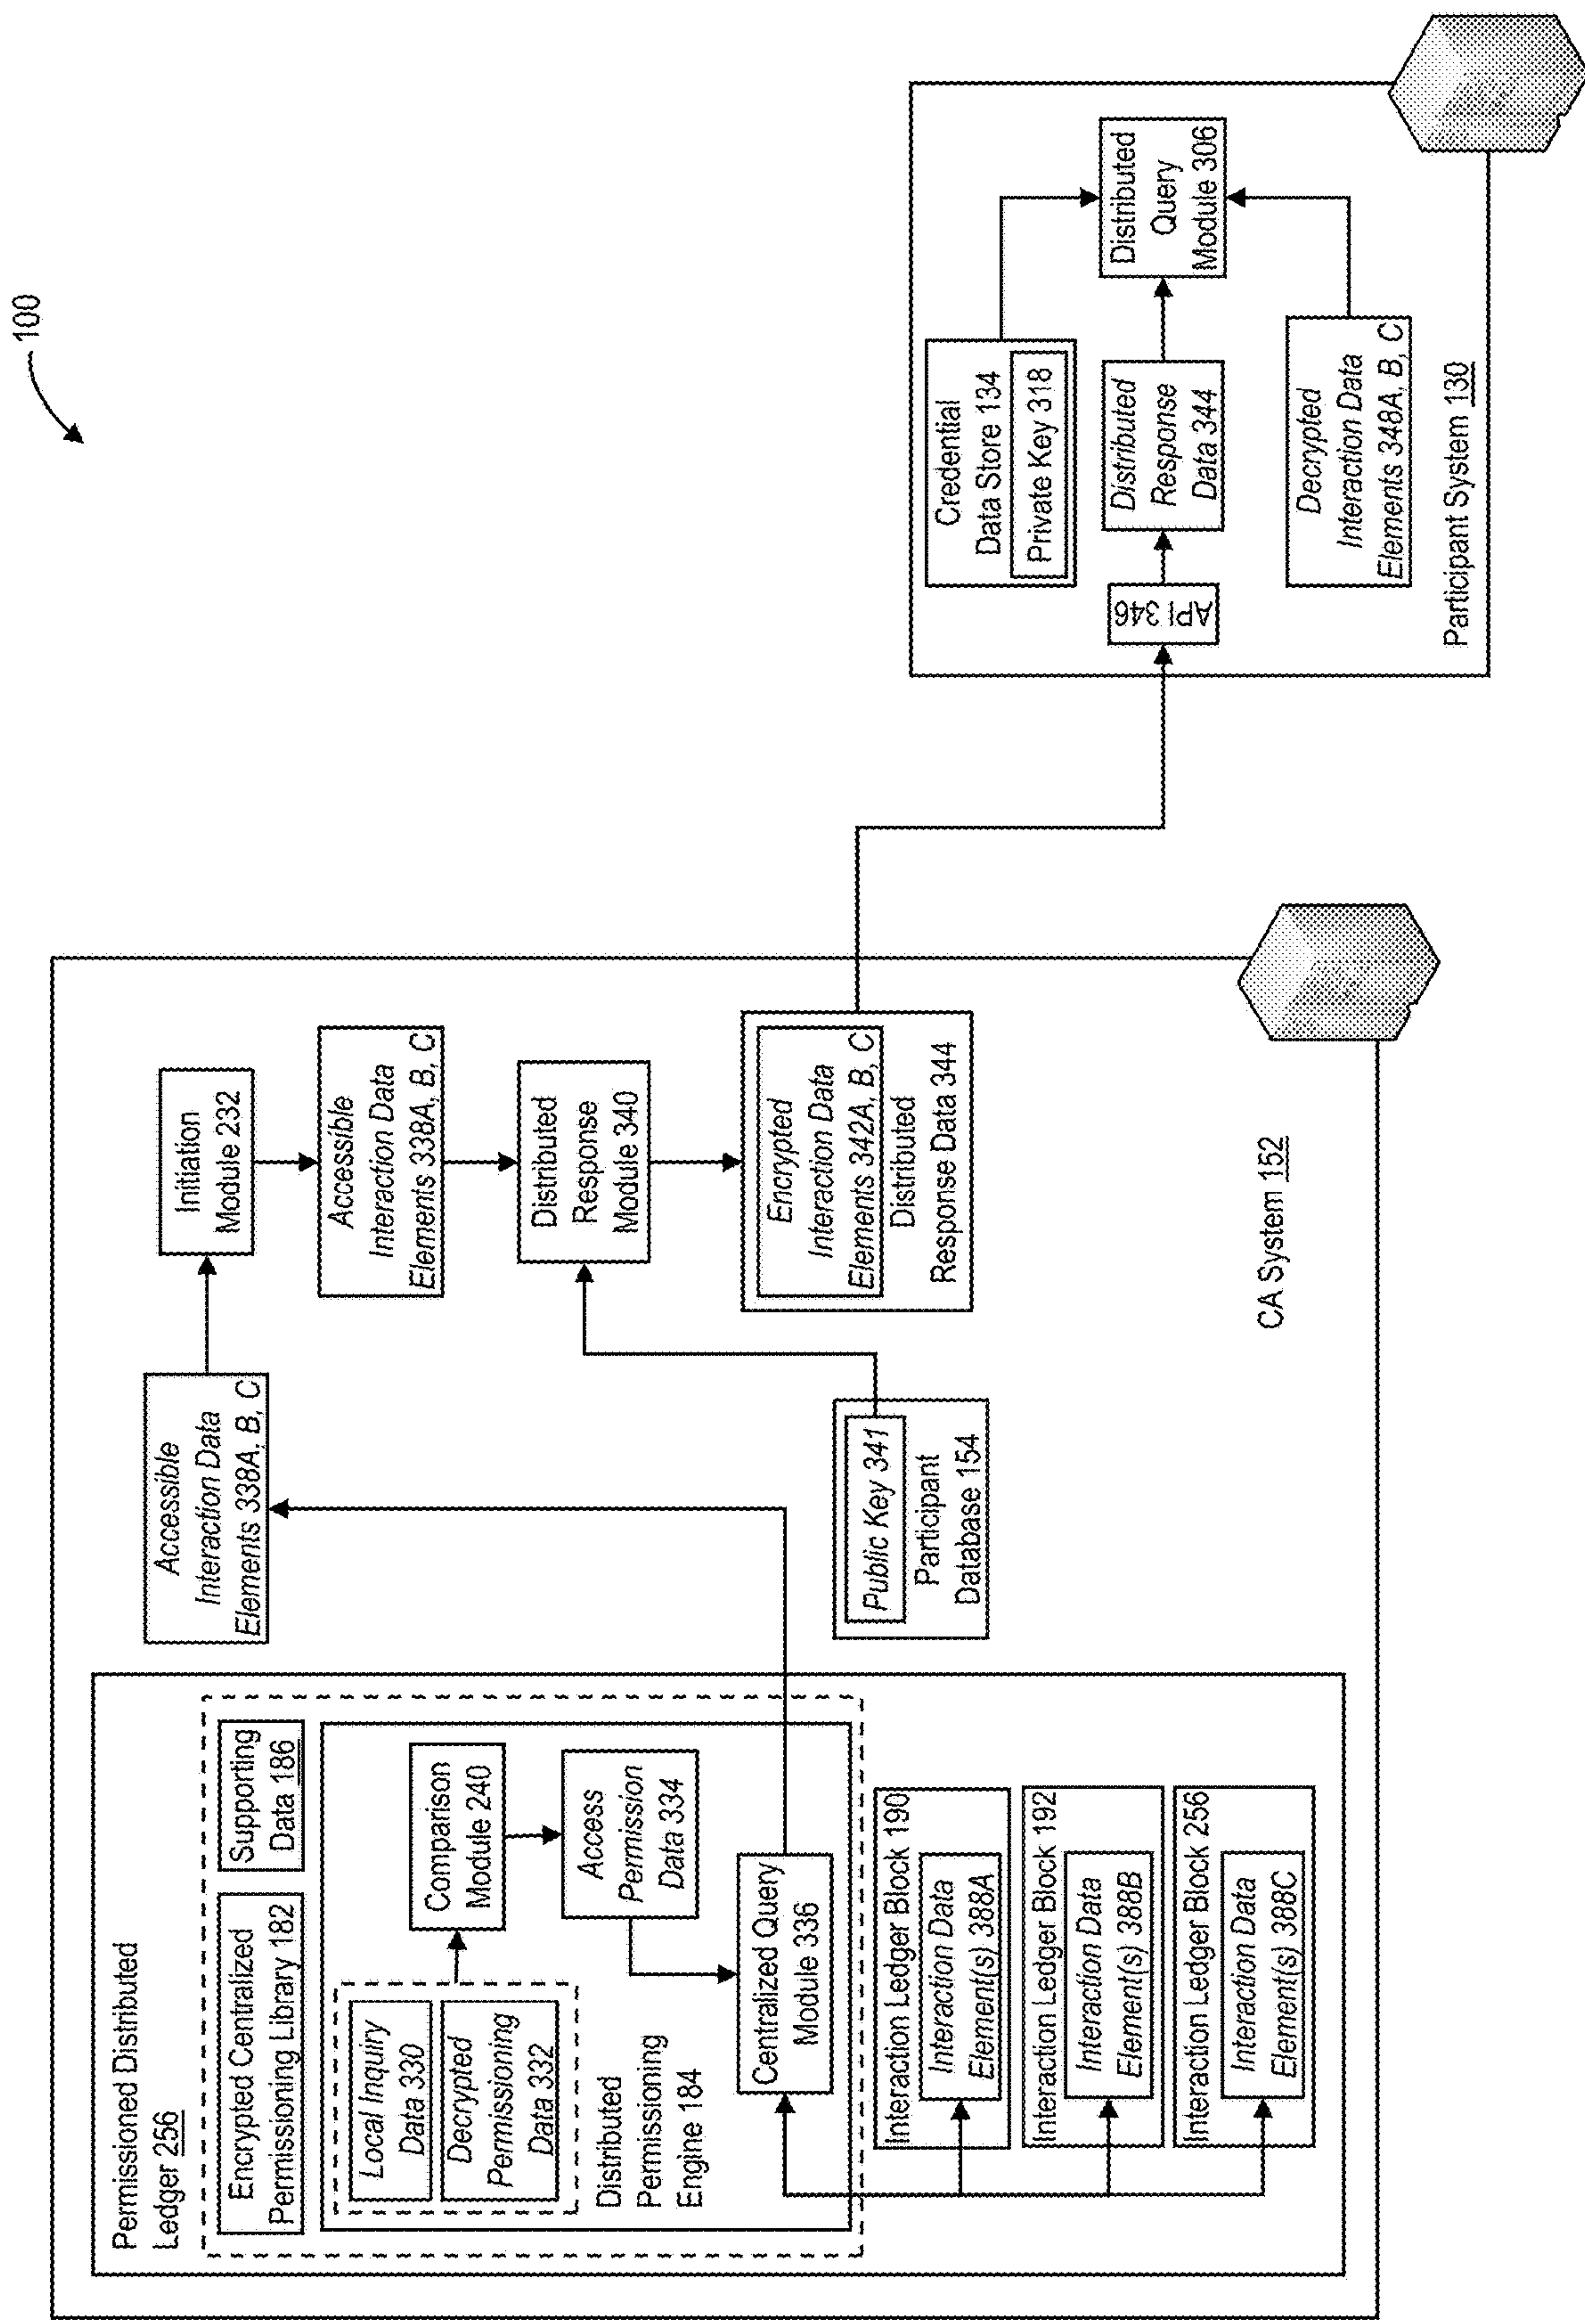 100
Permissioned Distributed
Ledger 256
Encrypted Centralized
Permissioning Library 182
Supporting
Data 186
Local Inquiry
Data 330
Decrypted
Permissioning
Data 332
Comparison
Module 240
Access
Permission
Data 334
Distributed
Permissioning
Engine 184
Centralized Query
Module 336
Interaction Ledger Block 190
Interaction Data
Element(s) 388A
Interaction Ledger Block 192
Interaction Data
Element(s) 388B
Interaction Ledger Block 256
Interaction Data
Element(s) 388C
Accessible
Interaction Data
Elements 338A, B, C
Initiation
Module 232
Accessible
Interaction Data
Elements 338A, B, C
Distributed
Response
Module 340
Public Key 341
Participant
Database 154
Encrypted
Interaction Data
Elements 342A, B, C
Distributed
Response Data 344
CA System 152
Credential
Data Store 134
Private Key 318
API 346
Distributed
Response
Data 344
Distributed
Query
Module 306
Decrypted
Interaction Data
Elements 348A, B, C
Participant System 130